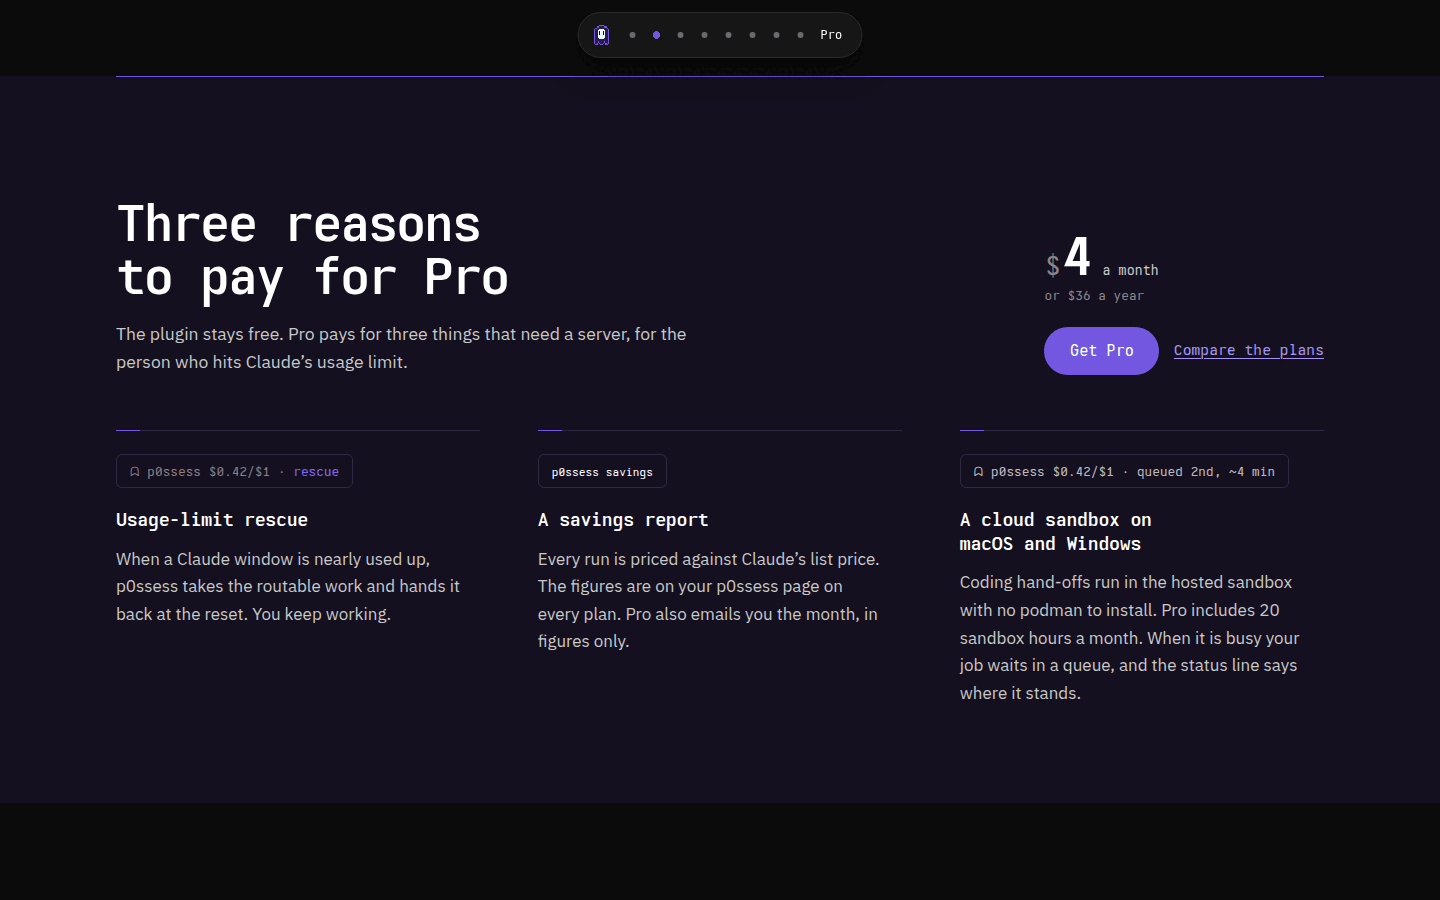 Pro
Three reasons
to pay for Pro
$4 a month
or $36 a year
The plugin stays free. Pro pays for three things that need a server, for the
person who hits Claude’s usage limit.
Get Pro
Compare the plans
p0ssess $0.42/$1 · rescue
Usage-limit rescue
When a Claude window is nearly used up,
p0ssess takes the routable work and hands it
back at the reset. You keep working.
p0ssess savings
A savings report
Every run is priced against Claude’s list price.
The figures are on your p0ssess page on
every plan. Pro also emails you the month, in
figures only.
p0ssess $0.42/$1 · queued 2nd, ~4 min
A cloud sandbox on
macOS and Windows
Coding hand-offs run in the hosted sandbox
with no podman to install. Pro includes 20
sandbox hours a month. When it is busy your
job waits in a queue, and the status line says
where it stands.